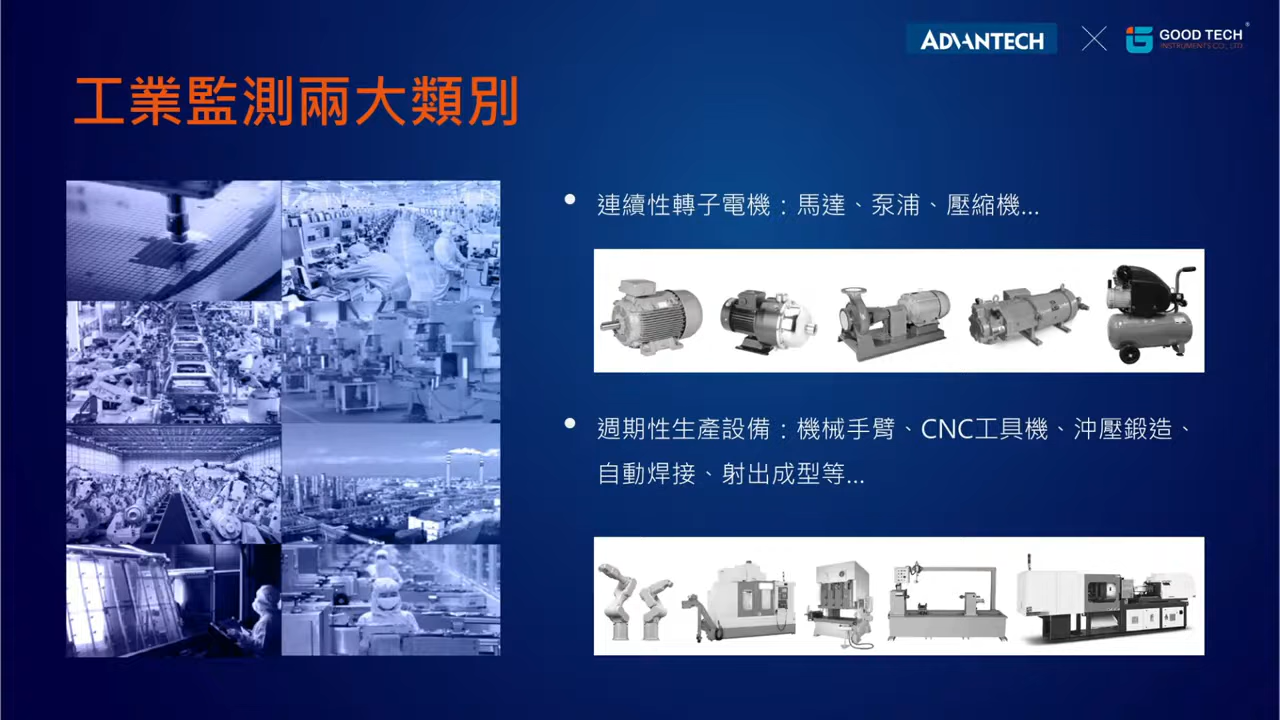 ADVANTECH
GOOD TECH
INSTRUMENTS CO., LTD
工業監測兩大類別
連續性轉子電機：馬達、泵浦、壓縮機...
週期性生產設備：機械手臂、CNC工具機、沖壓鍛造、
自動焊接、射出成型等...